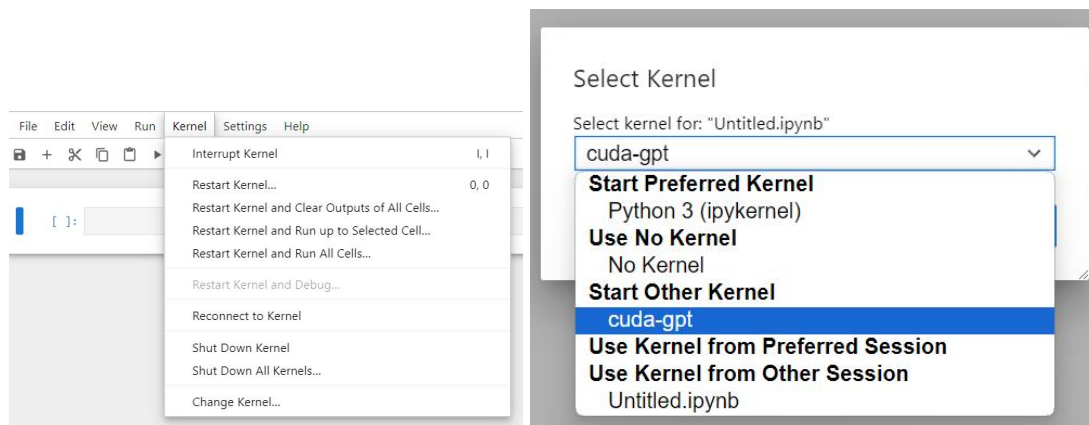 File Edit View Run Kernel Settings Help
Interrupt Kernel I, I
Restart Kernel... 0, 0
Restart Kernel and Clear Outputs of All Cells...
[ ]:
Restart Kernel and Run up to Selected Cell...
Restart Kernel and Run All Cells...
Restart Kernel and Debug...
Reconnect to Kernel
Shut Down Kernel
Shut Down All Kernels...
Change Kernel...
Select Kernel
Select kernel for: "Untitled.ipynb"
cuda-gpt
Start Preferred Kernel
Python 3 (ipykernel)
Use No Kernel
No Kernel
Start Other Kernel
cuda-gpt
Use Kernel from Preferred Session
Use Kernel from Other Session
Untitled.ipynb